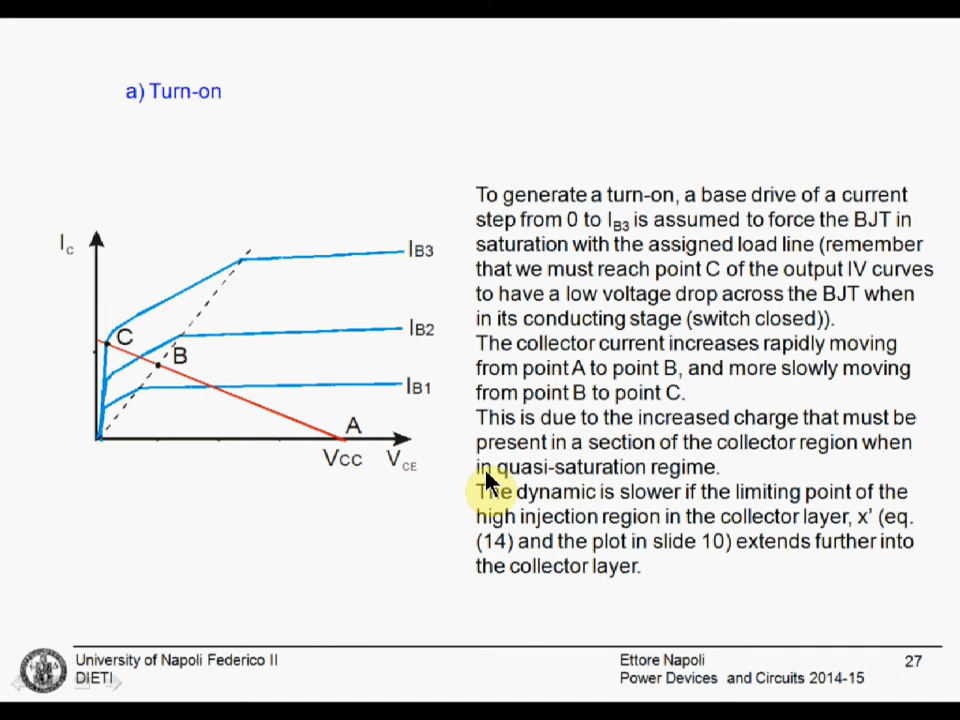 a) Turn-on
To generate a turn-on, a base drive of a current
step from 0 to IB3 is assumed to force the BJT in
saturation with the assigned load line (remember
that we must reach point C of the output IV curves
to have a low voltage drop across the BJT when
in its conducting stage (switch closed)).
The collector current increases rapidly moving
from point A to point B, and more slowly moving
from point B to point C.
This is due to the increased charge that must be
present in a section of the collector region when
in quasi-saturation regime.
The dynamic is slower if the limiting point of the
high injection region in the collector layer, x' (eq.
(14) and the plot in slide 10) extends further into
the collector layer.
Ic
IB3
IB2
IB1
C
B
A
Vcc
VCE
University of Napoli Federico II
DIETI
Ettore Napoli
Power Devices and Circuits 2014-15
27